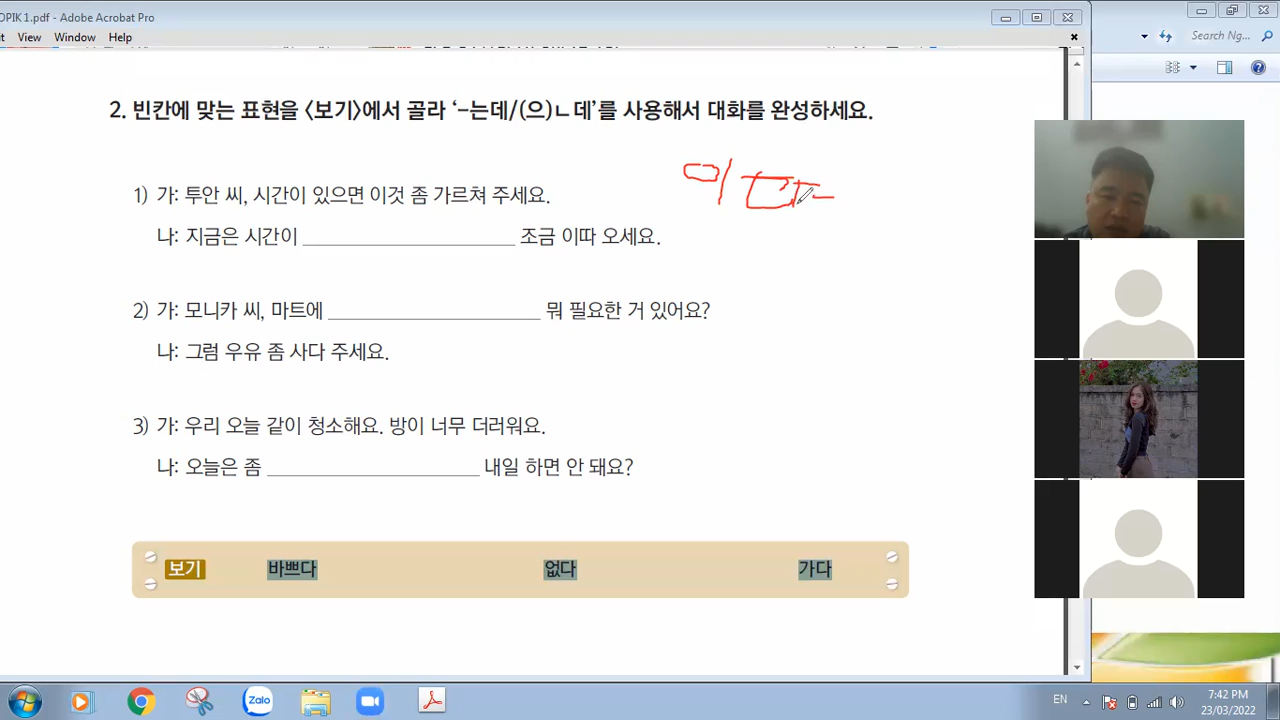 OPIK1.pdf - Adobe Acrobat Pro
View Window Help
Search Ng...
2. 빈칸에 맞는 표현을 〈보기〉에서 골라 ‘-는데/(으)ㄴ데’를 사용해서 대화를 완성하세요.
1) 가: 투안 씨, 시간이 있으면 이것 좀 가르쳐 주세요.
나: 지금은 시간이 ____________________ 조금 이따 오세요.
2) 가: 모니카 씨, 마트에 ____________________ 뭐 필요한 거 있어요?
나: 그럼 우유 좀 사다 주세요.
3) 가: 우리 오늘 같이 청소해요. 방이 너무 더러워요.
나: 오늘은 좀 ____________________ 내일 하면 안 돼요?
보기 바쁘다 없다 가다
Zalo
EN
7:42 PM
23/03/2022